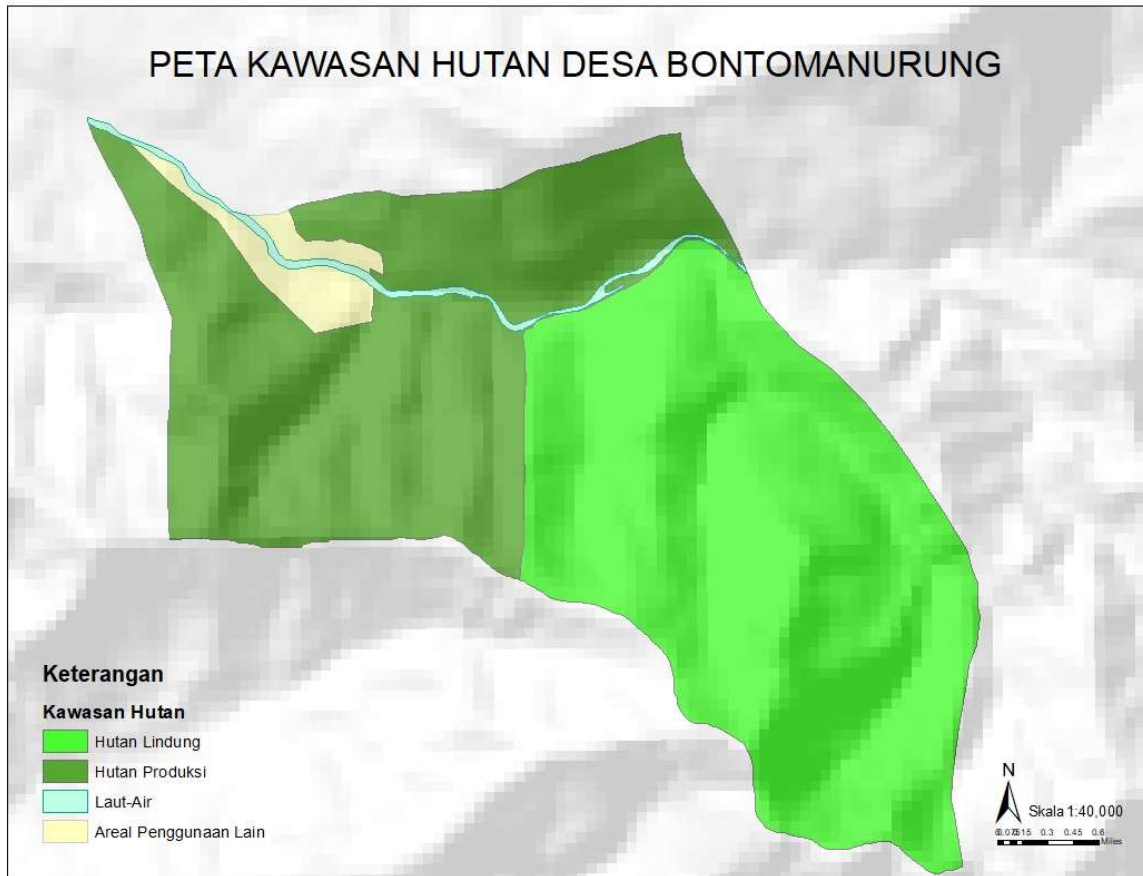 PETA KAWASAN HUTAN DESA BONTOMANURUNG
Keterangan
Kawasan Hutan
Hutan Lindung
Hutan Produksi
Laut-Air
Areal Penggunaan Lain
N
Skala 1:40,000
0.3 0.45 0.6
Miles